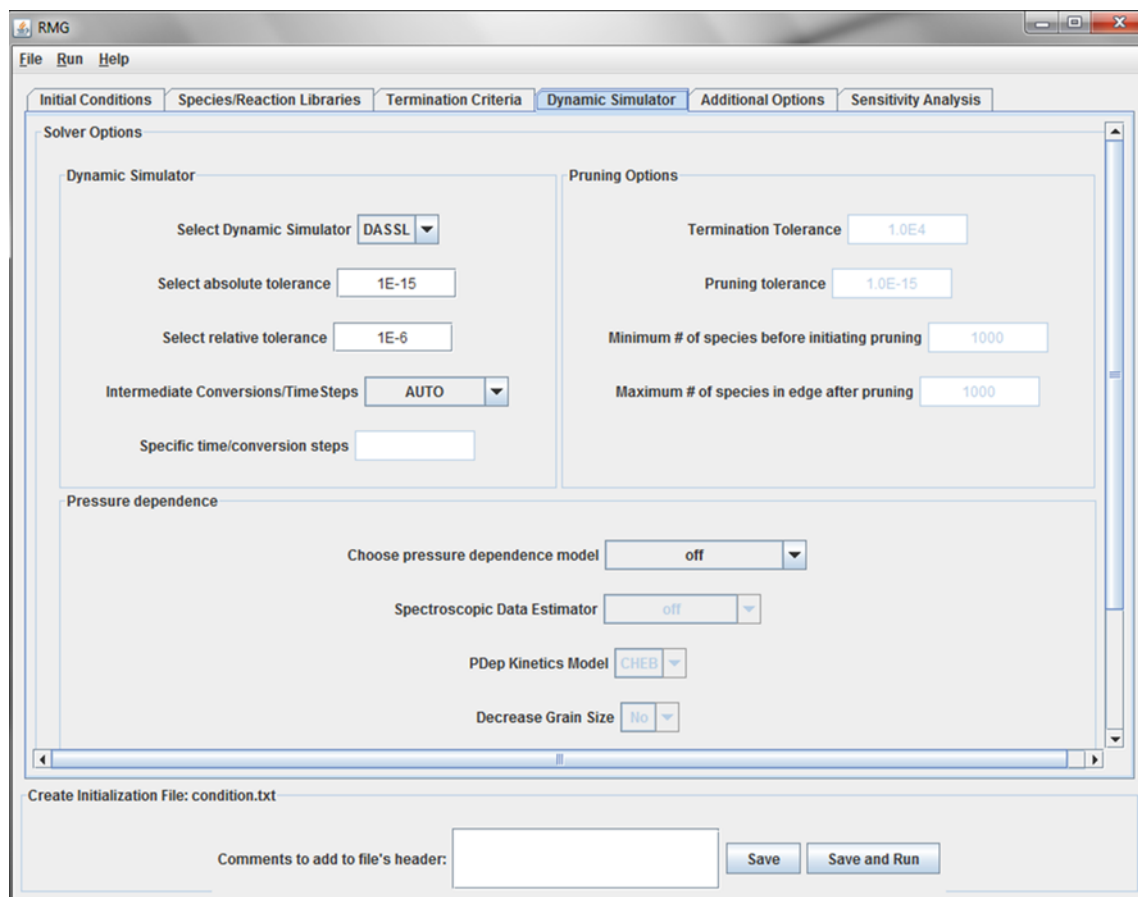 RMG
File Run Help
Initial Conditions Species/Reaction Libraries Termination Criteria Dynamic Simulator Additional Options Sensitivity Analysis
Solver Options
Dynamic Simulator
Select Dynamic Simulator DASSL
Select absolute tolerance 1E-15
Select relative tolerance 1E-6
Intermediate Conversions/TimeSteps AUTO
Specific time/conversion steps
Pruning Options
Termination Tolerance 1.0E4
Pruning tolerance 1.0E-15
Minimum # of species before initiating pruning 1000
Maximum # of species in edge after pruning 1000
Pressure dependence
Choose pressure dependence model off
Spectroscopic Data Estimator off
PDep Kinetics Model CHEB
Decrease Grain Size No
Create Initialization File: condition.txt
Comments to add to file's header: Save Save and Run